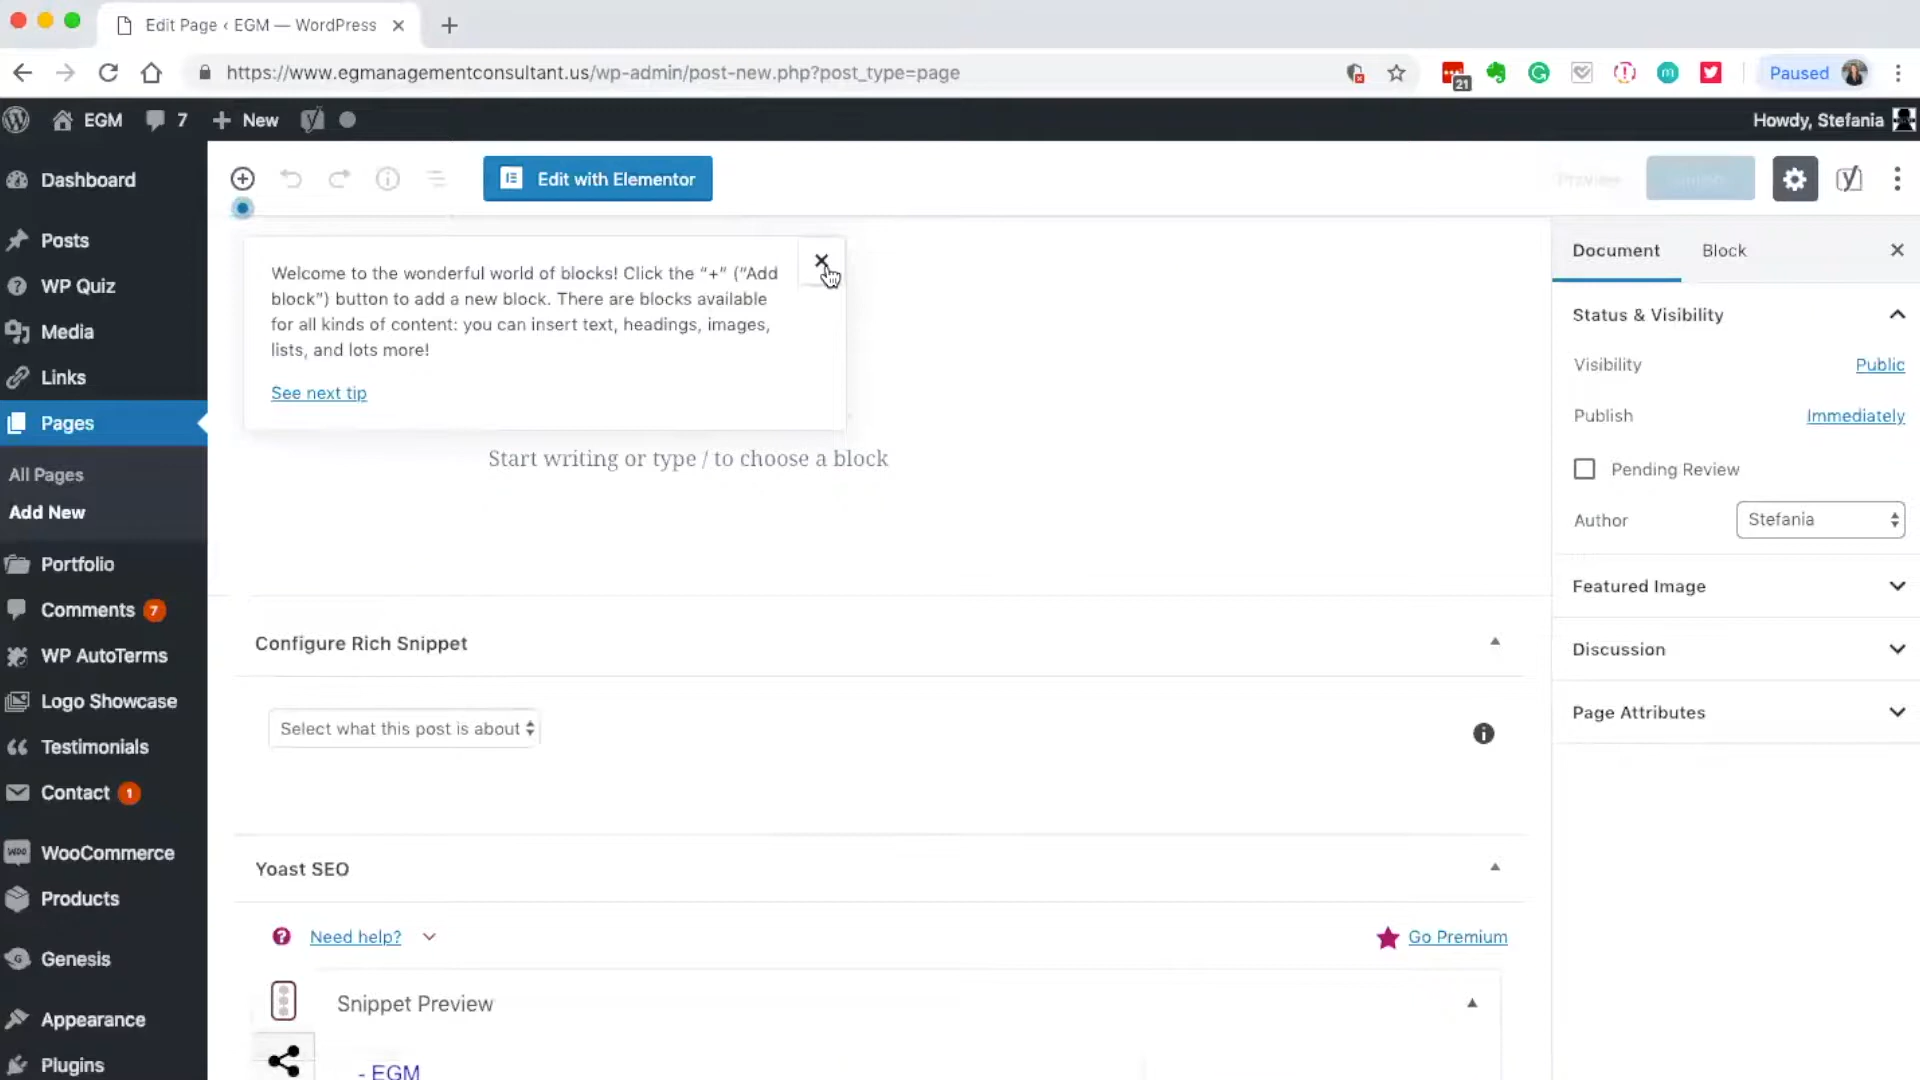 Edit Page ‹ EGM — WordPress
https://www.egmanagementconsultant.us/wp-admin/post-new.php?post_type=page
21
Paused
EGM
7
New
Howdy, Stefania
Dashboard
Posts
WP Quiz
Media
Links
Pages
All Pages
Add New
Portfolio
Comments 7
WP AutoTerms
Logo Showcase
Testimonials
Contact 1
WooCommerce
Products
Genesis
Appearance
Plugins
Edit with Elementor
Preview
Welcome to the wonderful world of blocks! Click the “+” (“Add
block”) button to add a new block. There are blocks available
for all kinds of content: you can insert text, headings, images,
lists, and lots more!
See next tip
Start writing or type / to choose a block
Configure Rich Snippet
Select what this post is about
Yoast SEO
Need help?
Go Premium
Snippet Preview
- EGM
Document
Block
Status & Visibility
Visibility
Public
Publish
Immediately
Pending Review
Author
Stefania
Featured Image
Discussion
Page Attributes